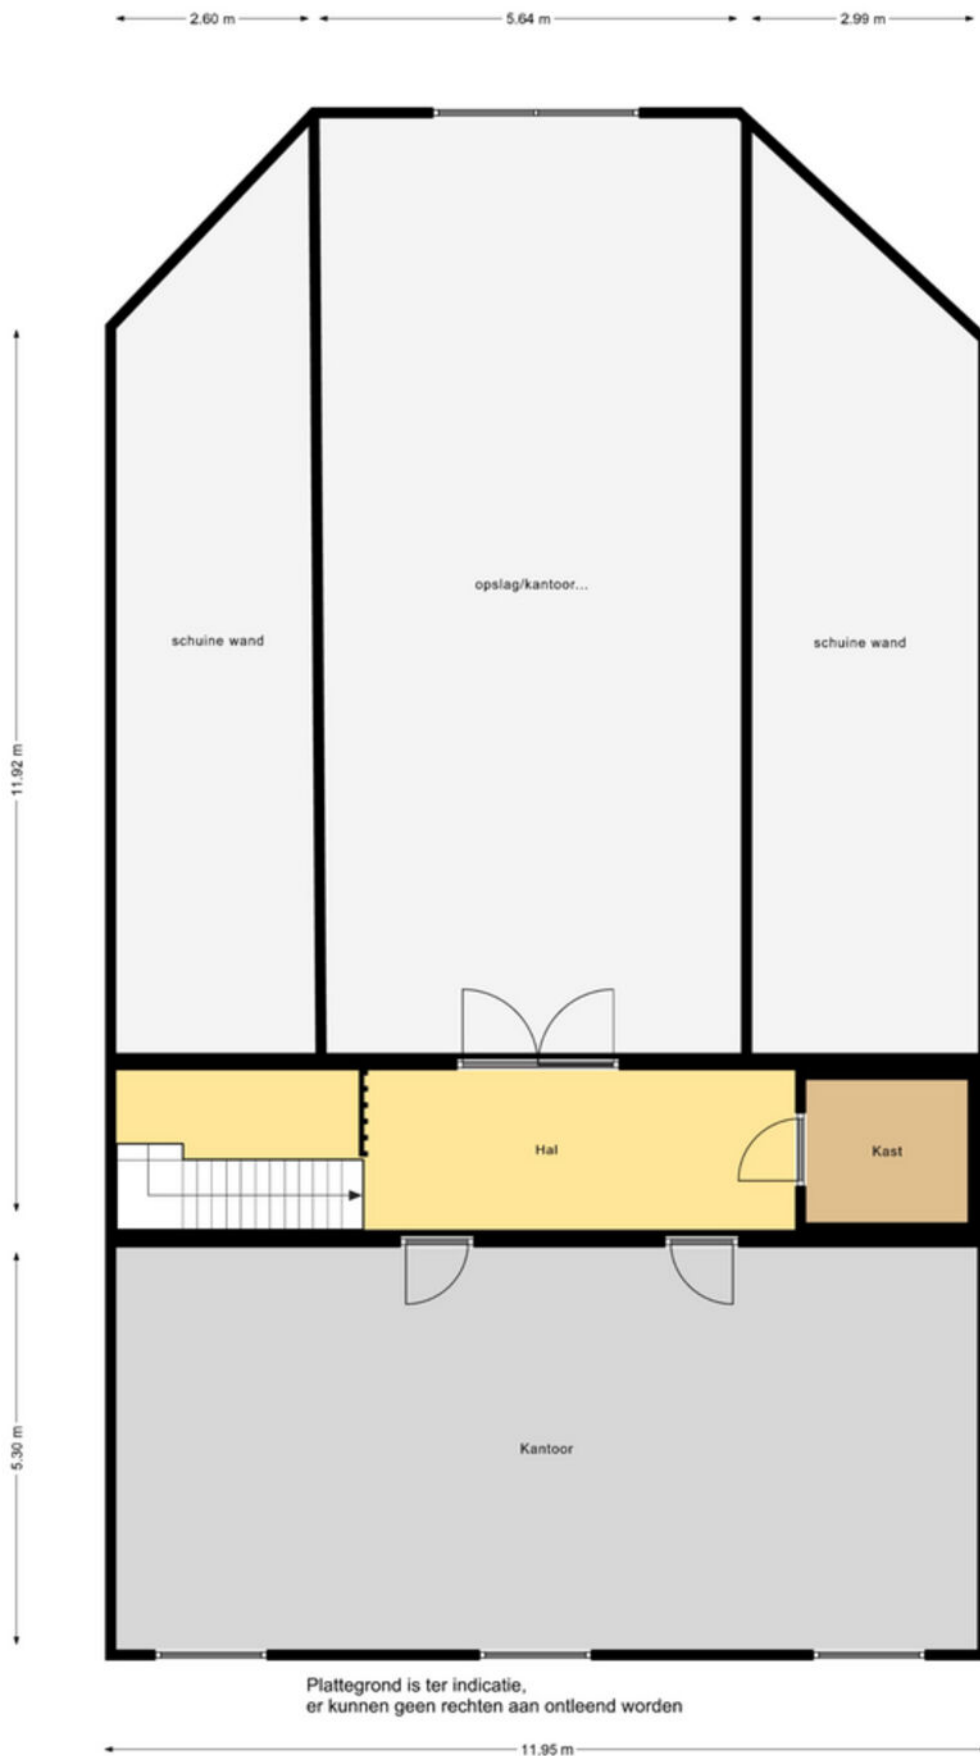 2.60 m
5.64 m
2.99 m
opslag/kantoor...
schuine wand
schuine wand
11.92 m
Hal
Kast
5.30 m
Kantoor
Plattegrond is ter indicatie,
er kunnen geen rechten aan ontleend worden
11.95 m